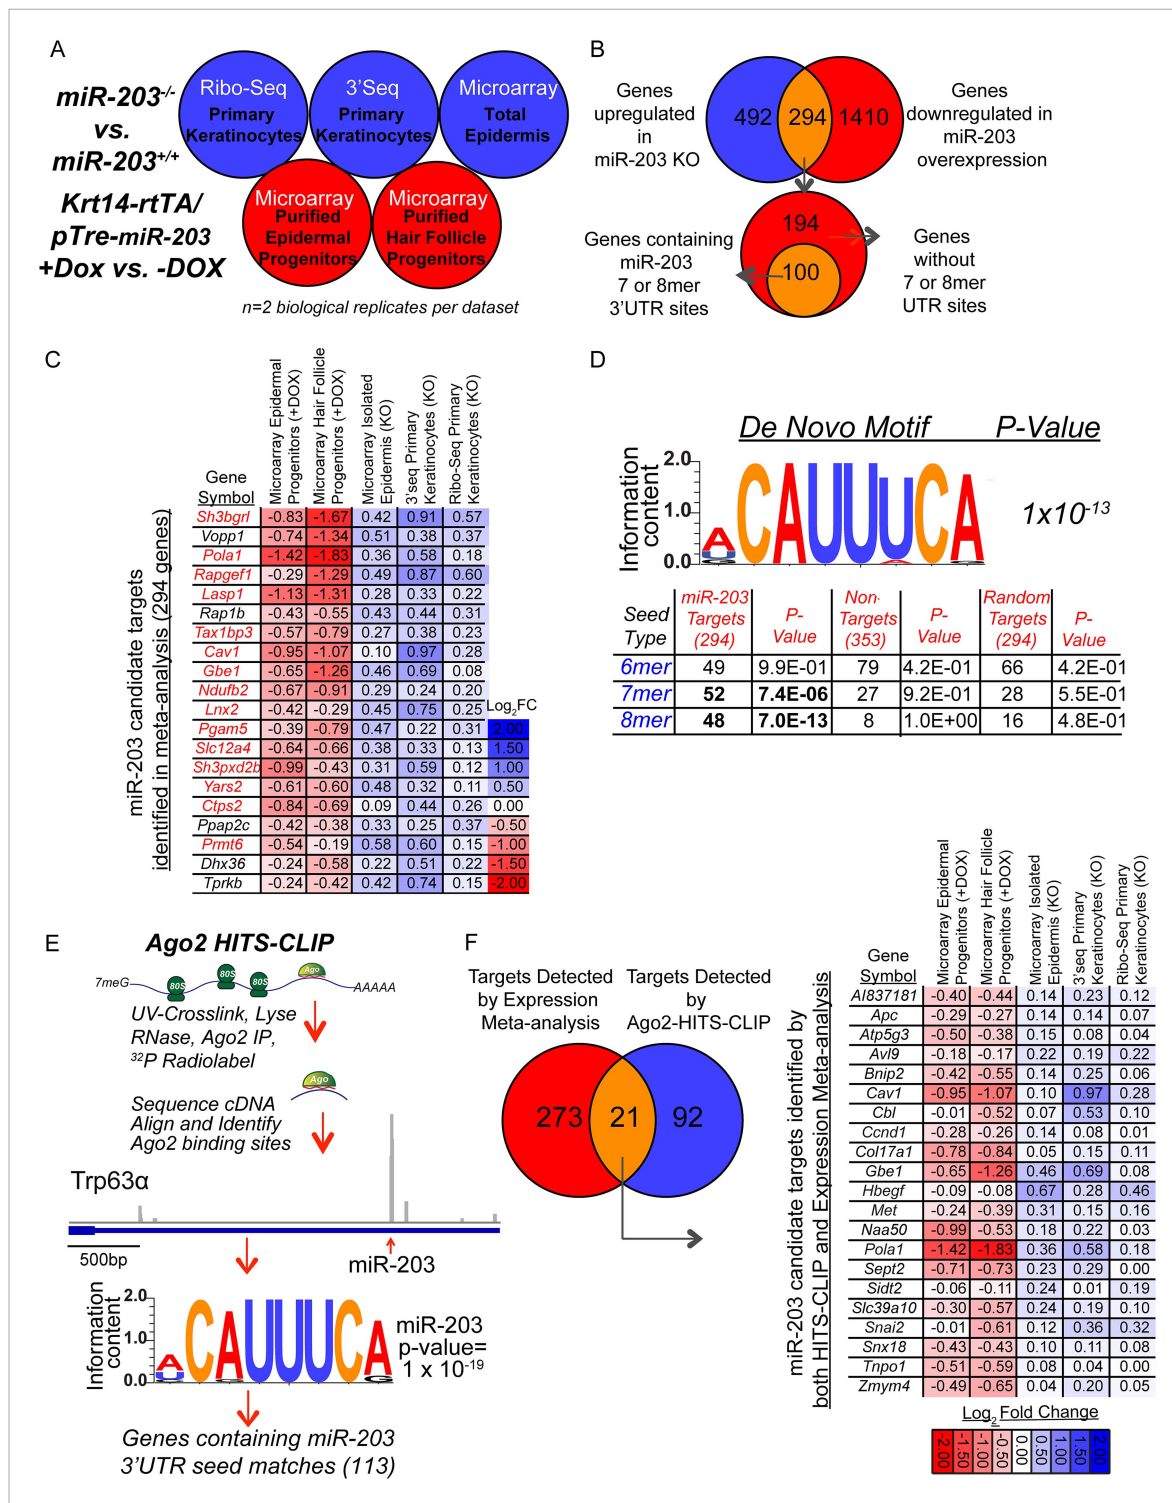 A
miR-203-/-
vs.
miR-203+/+
Krt14-rtTA/
pTre-miR-203
+Dox vs. -DOX
Ribo-Seq
Primary
Keratinocytes
3'Seq
Primary
Keratinocytes
Microarray
Total
Epidermis
Microarray
Purified
Epidermal
Progenitors
Microarray
Purified
Hair Follicle
Progenitors
n=2 biological replicates per dataset
B
Genes
upregulated
in
miR-203 KO
492 294 1410
Genes
downregulated in
miR-203
overexpression
Genes containing
miR-203
7 or 8mer
3'UTR sites
194
100
Genes
without
7 or 8mer
UTR sites
C
miR-203 candidate targets
identified in meta-analysis (294 genes)
Gene
Symbol
Microarray Epidermal
Progenitors (+DOX)
Microarray Hair Follicle
Progenitors (+DOX)
Microarray Isolated
Epidermis (KO)
3'seq Primary
Keratinocytes (KO)
Ribo-Seq Primary
Keratinocytes (KO)
Sh3bgrl -0.83 -1.67 0.42 0.91 0.57
Vopp1 -0.74 -1.34 0.51 0.38 0.37
Pola1 -1.42 -1.83 0.36 0.58 0.18
Rapgef1 -0.29 -1.29 0.49 0.87 0.60
Lasp1 -1.13 -1.31 0.28 0.33 0.22
Rap1b -0.43 -0.55 0.43 0.44 0.31
Tax1bp3 -0.57 -0.79 0.27 0.38 0.23
Cav1 -0.95 -1.07 0.10 0.97 0.28
Gbe1 -0.65 -1.26 0.46 0.69 0.08
Ndufb2 -0.67 -0.91 0.29 0.24 0.20
Lnx2 -0.42 -0.29 0.45 0.75 0.25
Pgam5 -0.39 -0.79 0.47 0.22 0.31
Slc12a4 -0.64 -0.66 0.38 0.33 0.13
Sh3pxd2b -0.99 -0.43 0.31 0.59 0.12
Yars2 -0.61 -0.60 0.48 0.32 0.11
Ctps2 -0.84 -0.69 0.09 0.44 0.26
Ppap2c -0.42 -0.38 0.33 0.25 0.37
Prmt6 -0.54 -0.19 0.58 0.60 0.15
Dhx36 -0.24 -0.58 0.22 0.51 0.22
Tprkb -0.24 -0.42 0.42 0.74 0.15
Log2FC
2.00
1.50
1.00
0.50
0.00
-0.50
-1.00
-1.50
-2.00
D
De Novo Motif P-Value
Information
content
2.0
1.0
0.0
CAUUUCA
1x10-13
Seed
Type
miR-203
Targets
(294)
P-
Value
Non-
Targets
(353)
P-
Value
Random
Targets
(294)
P-
Value
6mer 49 9.9E-01 79 4.2E-01 66 4.2E-01
7mer 52 7.4E-06 27 9.2E-01 28 5.5E-01
8mer 48 7.0E-13 8 1.0E+00 16 4.8E-01
E
Ago2 HITS-CLIP
7meG 80S 80S 80S Ago AAAAA
UV-Crosslink, Lyse
RNase, Ago2 IP,
32P Radiolabel
Ago
Sequence cDNA
Align and Identify
Ago2 binding sites
Trp63α
500bp
miR-203
Information
content
2.0
1.0
0.0
CAUUUCA
miR-203
p-value=
1 x 10-19
Genes containing miR-203
3'UTR seed matches (113)
F
Targets Detected
by Expression
Meta-analysis
Targets Detected
by
Ago2-HITS-CLIP
273 21 92
miR-203 candidate targets identified by
both HITS-CLIP and Expression Meta-analysis
Gene
Symbol
Microarray Epidermal
Progenitors (+DOX)
Microarray Hair Follicle
Progenitors (+DOX)
Microarray Isolated
Epidermis (KO)
3'seq Primary
Keratinocytes (KO)
Ribo-Seq Primary
Keratinocytes (KO)
AI837181 -0.40 -0.44 0.14 0.23 0.12
Apc -0.29 -0.27 0.14 0.14 0.07
Atp5g3 -0.50 -0.38 0.15 0.08 0.04
Avl9 -0.18 -0.17 0.22 0.19 0.22
Bnip2 -0.42 -0.55 0.14 0.25 0.06
Cav1 -0.95 -1.07 0.10 0.97 0.28
Cbl -0.01 -0.52 0.07 0.53 0.10
Ccnd1 -0.28 -0.26 0.14 0.08 0.01
Col17a1 -0.78 -0.84 0.05 0.15 0.11
Gbe1 -0.65 -1.26 0.46 0.69 0.08
Hbegf -0.09 -0.08 0.67 0.28 0.46
Met -0.24 -0.39 0.31 0.15 0.16
Naa50 -0.99 -0.53 0.18 0.22 0.03
Pola1 -1.42 -1.83 0.36 0.58 0.18
Sept2 -0.71 -0.73 0.23 0.29 0.00
Sidt2 -0.06 -0.11 0.24 0.01 0.19
Slc39a10 -0.30 -0.57 0.24 0.19 0.10
Snai2 -0.01 -0.61 0.12 0.36 0.32
Snx18 -0.43 -0.43 0.10 0.11 0.08
Tnpo1 -0.51 -0.59 0.08 0.04 0.00
Zmym4 -0.49 -0.65 0.04 0.20 0.05
Log2 Fold Change
-2.00 -1.50 -1.00 -0.50 0.00 0.50 1.00 1.50 2.00